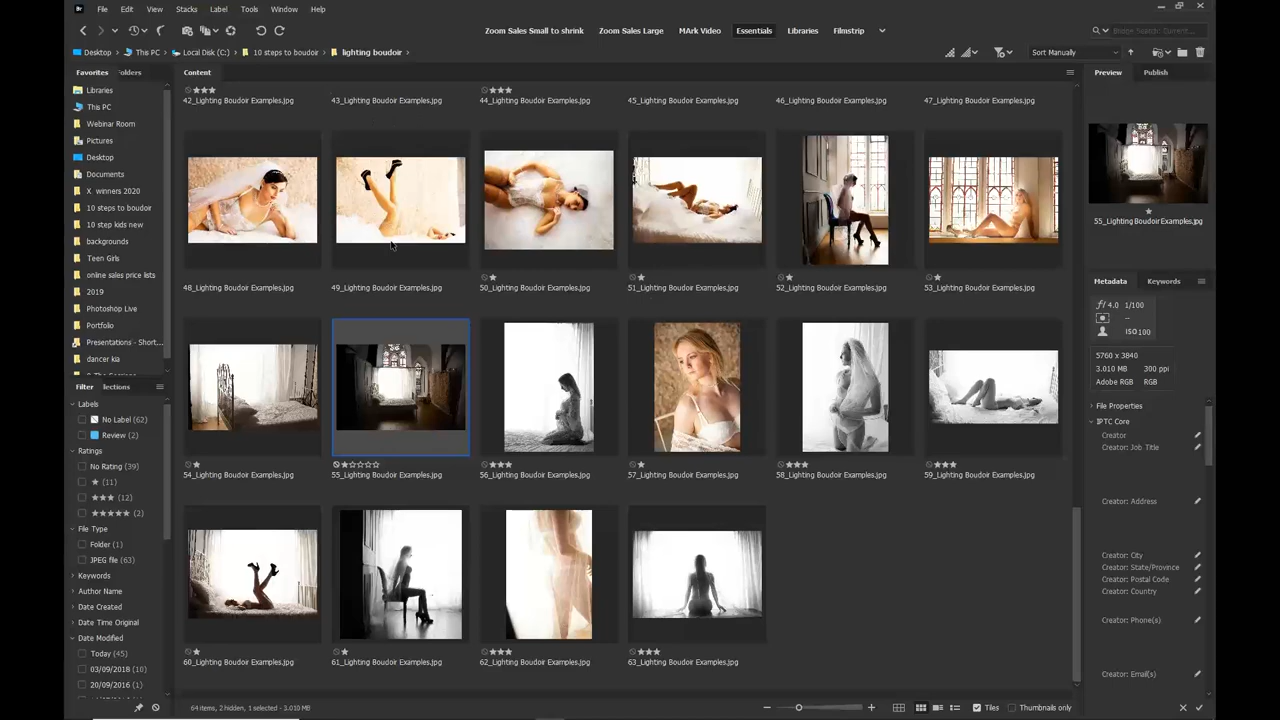 Br File Edit View Stacks Label Tools Window Help
Zoom Sales Small to shrink Zoom Sales Large MArk Video Essentials Libraries Filmstrip
Desktop This PC Local Disk (C:) 10 steps to boudoir lighting boudoir Sort Manually
Favorites Folders Content Preview Publish
Libraries
This PC
Webinar Room
Pictures
Desktop
Documents
X winners 2020
10 steps to boudoir
10 step kids new
backgrounds
Teen Girls
online sales price lists
2019
Photoshop Live
Portfolio
Presentations - Short...
dancer kia
Filter
Labels
No Label (62)
Review (2)
Ratings
No Rating (39)
★ (11)
★★★ (12)
★★★★★ (2)
File Type
Folder (1)
JPEG file (63)
Keywords
Author Name
Date Created
Date Time Original
Date Modified
Today (45)
03/09/2018 (10)
20/09/2016 (1)
42_Lighting Boudoir Examples.jpg 43_Lighting Boudoir Examples.jpg 44_Lighting Boudoir Examples.jpg 45_Lighting Boudoir Examples.jpg 46_Lighting Boudoir Examples.jpg 47_Lighting Boudoir Examples.jpg
48_Lighting Boudoir Examples.jpg 49_Lighting Boudoir Examples.jpg 50_Lighting Boudoir Examples.jpg 51_Lighting Boudoir Examples.jpg 52_Lighting Boudoir Examples.jpg 53_Lighting Boudoir Examples.jpg
54_Lighting Boudoir Examples.jpg 55_Lighting Boudoir Examples.jpg 56_Lighting Boudoir Examples.jpg 57_Lighting Boudoir Examples.jpg 58_Lighting Boudoir Examples.jpg 59_Lighting Boudoir Examples.jpg
60_Lighting Boudoir Examples.jpg 61_Lighting Boudoir Examples.jpg 62_Lighting Boudoir Examples.jpg 63_Lighting Boudoir Examples.jpg
64 items, 2 hidden, 1 selected - 3.010 MB
Tiles Thumbnails only
55_Lighting Boudoir Examples.jpg
Metadata Keywords
f/ 4.0 1/100
--
ISO 100
5760 x 3840
3.010 MB 300 ppi
Adobe RGB RGB
File Properties
IPTC Core
Creator
Creator: Job Title
Creator: Address
Creator: City
Creator: State/Province
Creator: Postal Code
Creator: Country
Creator: Phone(s)
Creator: Email(s)